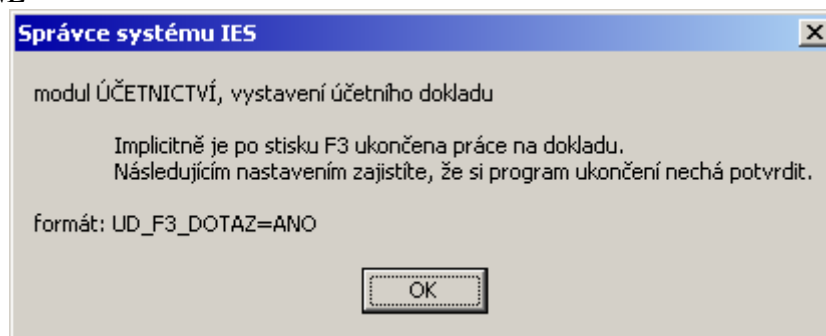 Správce systému IES
modul ÚČETNICTVÍ, vystavení účetního dokladu
Implicitně je po stisku F3 ukončena práce na dokladu.
Následujícím nastavením zajistíte, že si program ukončení nechá potvrdit.
formát: UD_F3_DOTAZ=ANO
OK